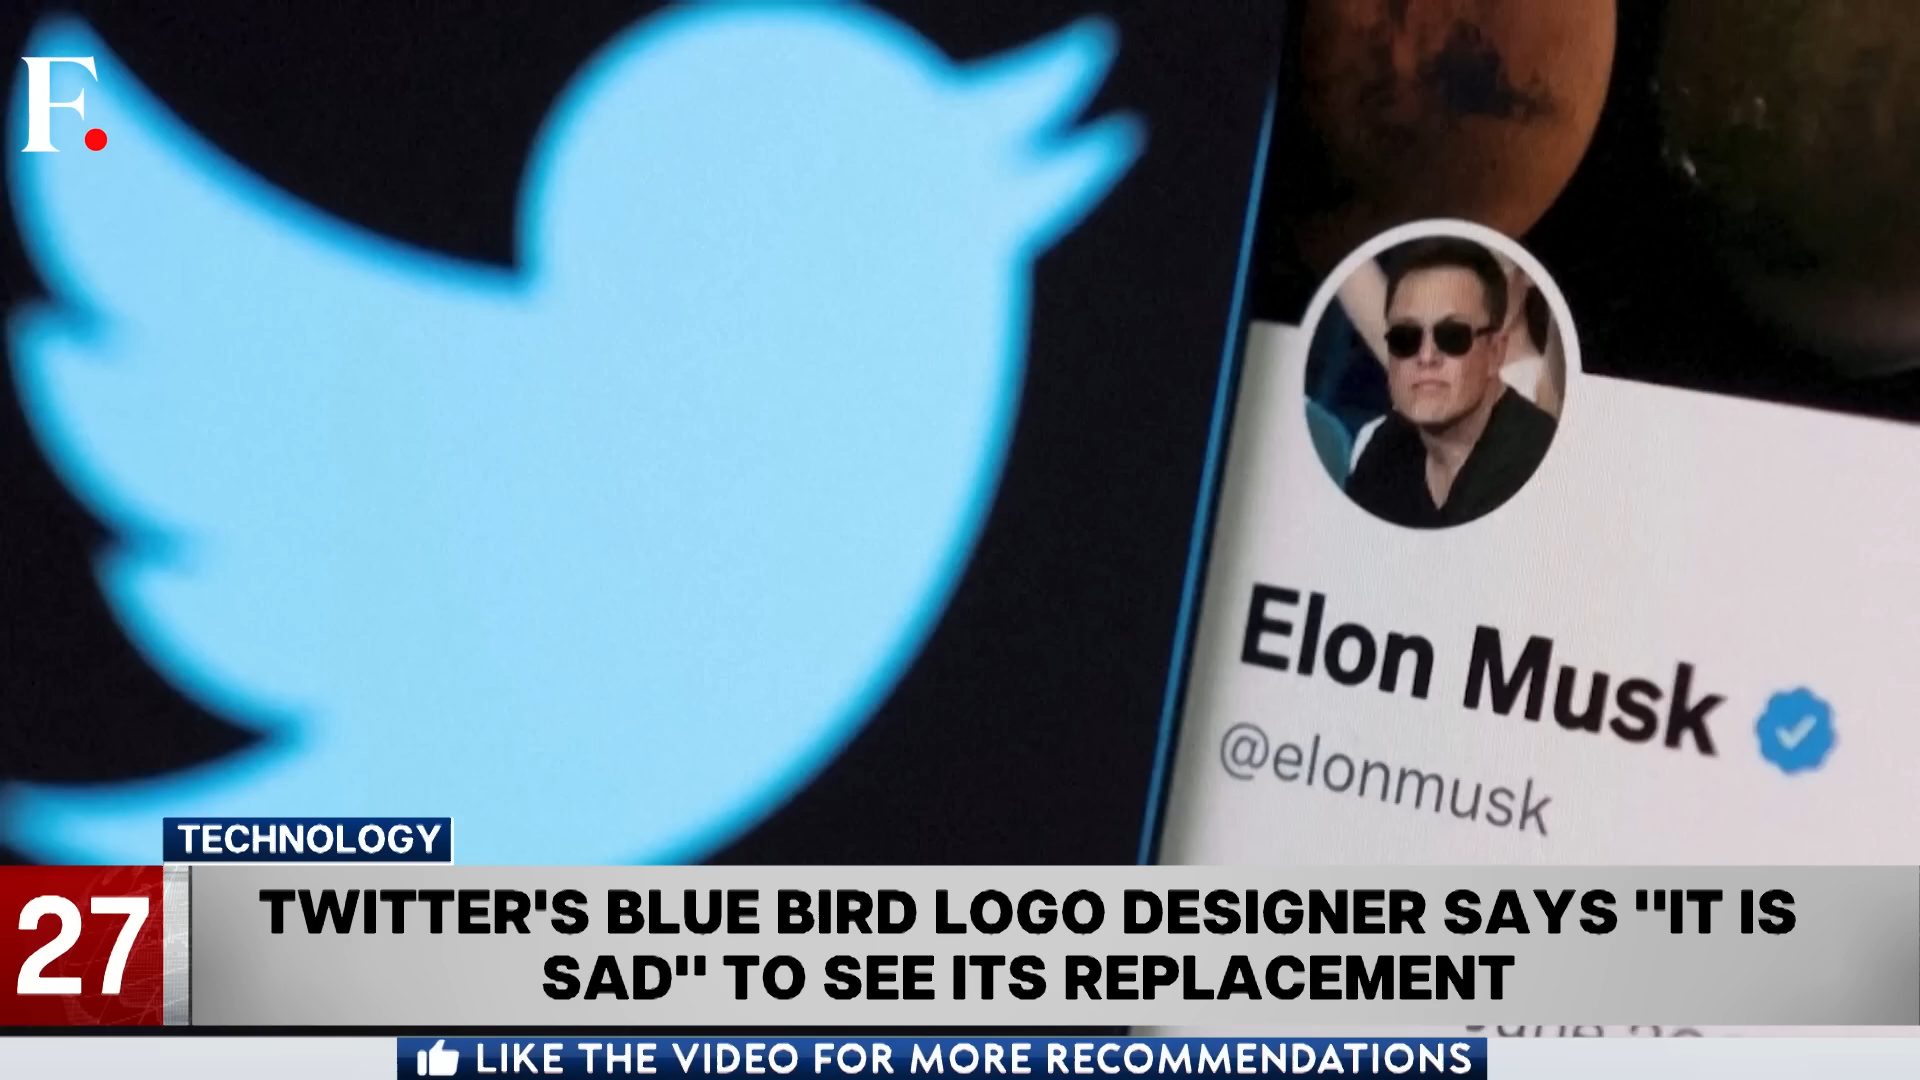 F.
Elon Musk
@elonmusk
TECHNOLOGY
27
TWITTER'S BLUE BIRD LOGO DESIGNER SAYS "IT IS
SAD" TO SEE ITS REPLACEMENT
LIKE THE VIDEO FOR MORE RECOMMENDATIONS